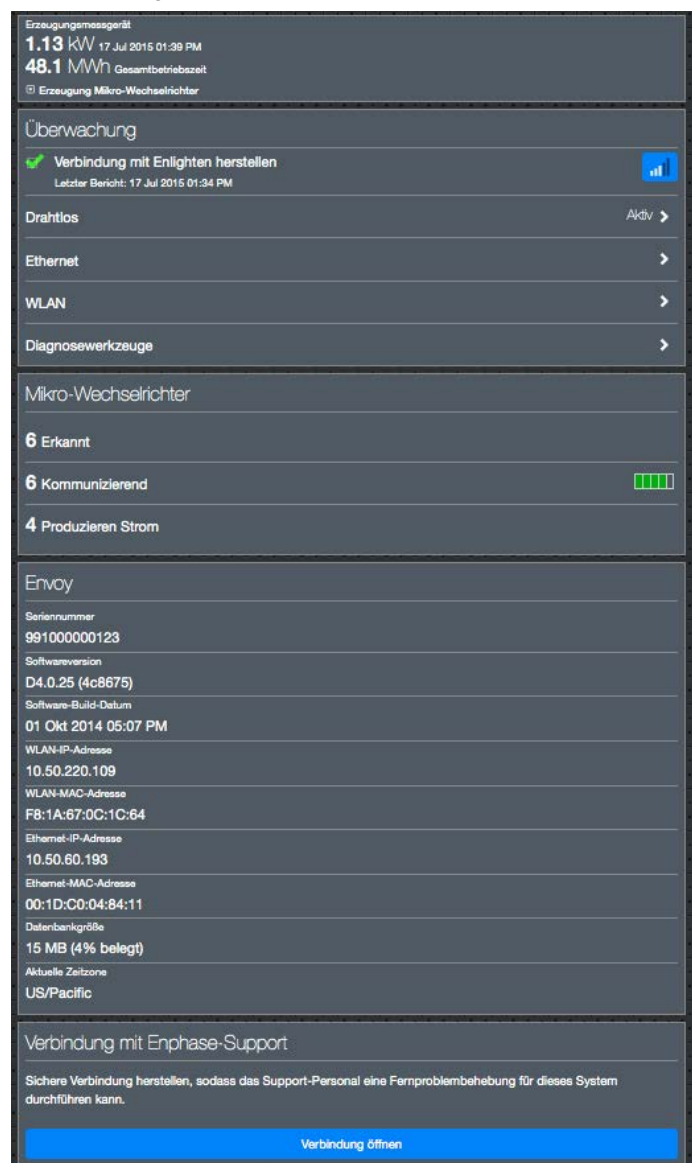 Erzeugungsmessgerät
1.13 kW 17 Jul 2015 01:39 PM
48.1 MWh Gesamtbetriebszeit
Erzeugung Mikro-Wechselrichter
Überwachung
Verbindung mit Enlighten herstellen
Letzter Bericht: 17 Jul 2015 01:34 PM
Drahtlos Aktiv
Ethernet
WLAN
Diagnosewerkzeuge
Mikro-Wechselrichter
6 Erkannt
6 Kommunizierend
4 Produzieren Strom
Envoy
Seriennummer
991000000123
Softwareversion
D4.0.25 (4c8675)
Software-Build-Datum
01 Okt 2014 05:07 PM
WLAN-IP-Adresse
10.50.220.109
WLAN-MAC-Adresse
F8:1A:67:0C:1C:64
Ethernet-IP-Adresse
10.50.60.193
Ethernet-MAC-Adresse
00:1D:C0:04:84:11
Datenbankgröße
15 MB (4% belegt)
Aktuelle Zeitzone
US/Pacific
Verbindung mit Enphase-Support
Sichere Verbindung herstellen, sodass das Support-Personal eine Fernproblembehebung für dieses System
durchführen kann.
Verbindung öffnen